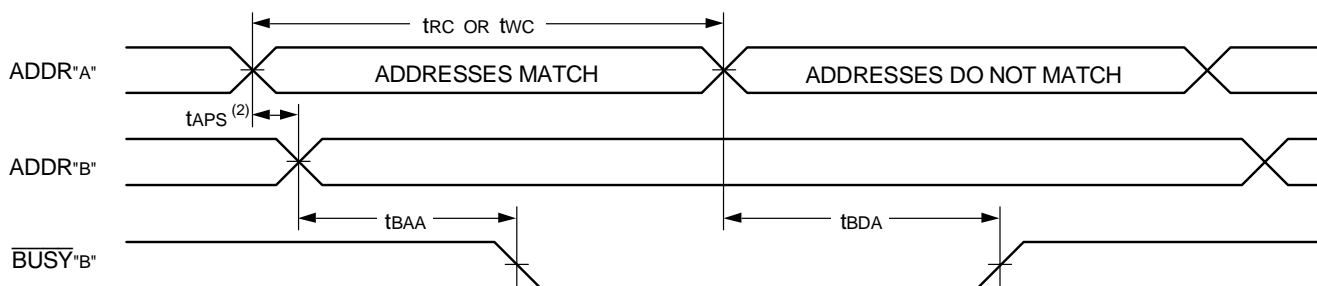 tRC OR tWC
ADDR"A"
ADDRESSES MATCH
ADDRESSES DO NOT MATCH
tAPS (2)
ADDR"B"
tBAA
tBDA
BUSY"B"